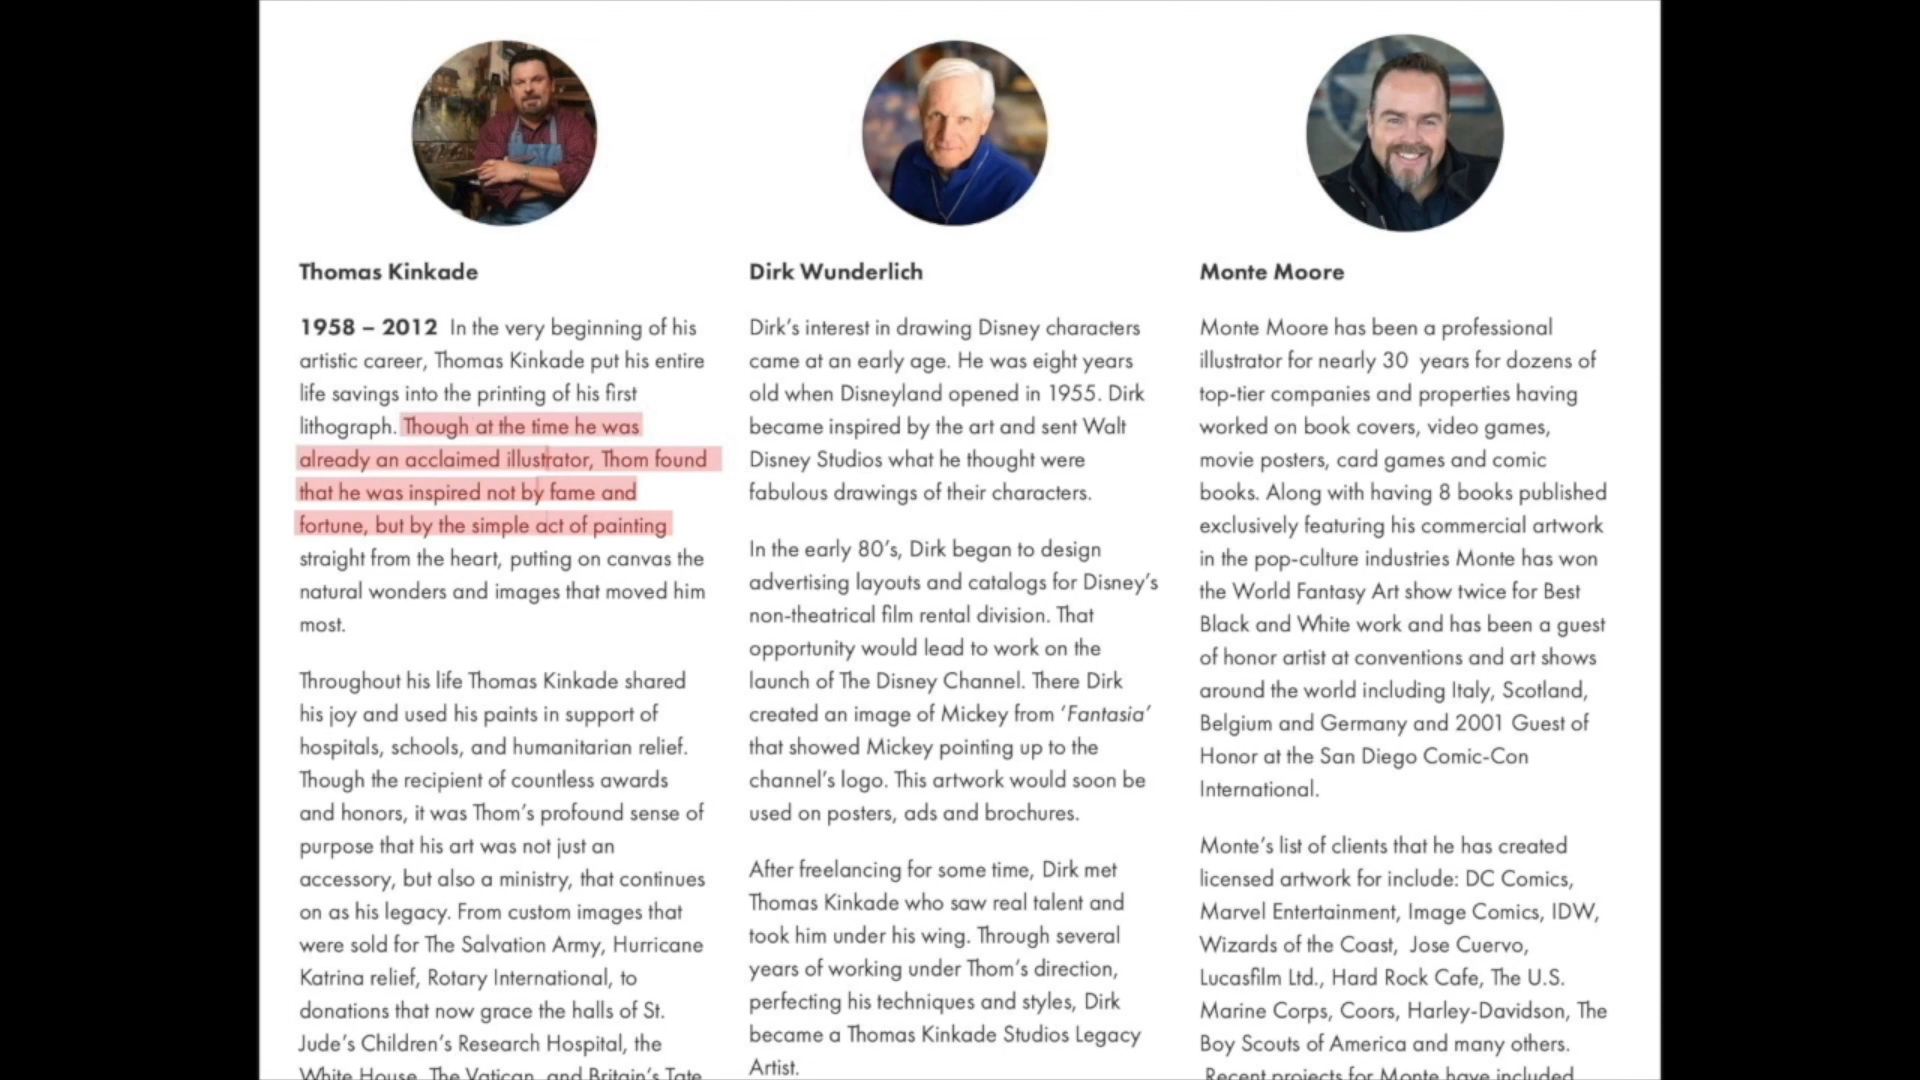 Thomas Kinkade
1958 – 2012 In the very beginning of his
artistic career, Thomas Kinkade put his entire
life savings into the printing of his first
lithograph. Though at the time he was
already an acclaimed illustrator, Thom found
that he was inspired not by fame and
fortune, but by the simple act of painting
straight from the heart, putting on canvas the
natural wonders and images that moved him
most.
Throughout his life Thomas Kinkade shared
his joy and used his paints in support of
hospitals, schools, and humanitarian relief.
Though the recipient of countless awards
and honors, it was Thom's profound sense of
purpose that his art was not just an
accessory, but also a ministry, that continues
on as his legacy. From custom images that
were sold for The Salvation Army, Hurricane
Katrina relief, Rotary International, to
donations that now grace the halls of St.
Jude's Children's Research Hospital, the
White House, The Vatican, and Britain's Tate
Dirk Wunderlich
Dirk's interest in drawing Disney characters
came at an early age. He was eight years
old when Disneyland opened in 1955. Dirk
became inspired by the art and sent Walt
Disney Studios what he thought were
fabulous drawings of their characters.
In the early 80's, Dirk began to design
advertising layouts and catalogs for Disney's
non-theatrical film rental division. That
opportunity would lead to work on the
launch of The Disney Channel. There Dirk
created an image of Mickey from 'Fantasia'
that showed Mickey pointing up to the
channel's logo. This artwork would soon be
used on posters, ads and brochures.
After freelancing for some time, Dirk met
Thomas Kinkade who saw real talent and
took him under his wing. Through several
years of working under Thom's direction,
perfecting his techniques and styles, Dirk
became a Thomas Kinkade Studios Legacy
Artist.
Monte Moore
Monte Moore has been a professional
illustrator for nearly 30 years for dozens of
top-tier companies and properties having
worked on book covers, video games,
movie posters, card games and comic
books. Along with having 8 books published
exclusively featuring his commercial artwork
in the pop-culture industries Monte has won
the World Fantasy Art show twice for Best
Black and White work and has been a guest
of honor artist at conventions and art shows
around the world including Italy, Scotland,
Belgium and Germany and 2001 Guest of
Honor at the San Diego Comic-Con
International.
Monte's list of clients that he has created
licensed artwork for include: DC Comics,
Marvel Entertainment, Image Comics, IDW,
Wizards of the Coast, Jose Cuervo,
Lucasfilm Ltd., Hard Rock Cafe, The U.S.
Marine Corps, Coors, Harley-Davidson, The
Boy Scouts of America and many others.
Recent projects for Monte have included